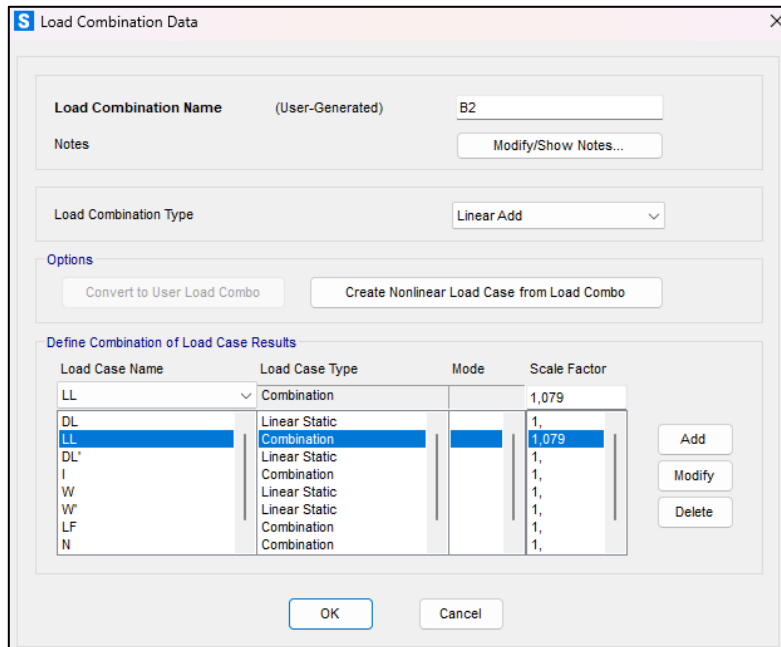 S Load Combination Data
Load Combination Name (User-Generated) B2
Notes Modify/Show Notes...
Load Combination Type Linear Add
Options
Convert to User Load Combo Create Nonlinear Load Case from Load Combo
Define Combination of Load Case Results
Load Case Name Load Case Type Mode Scale Factor
LL Combination 1,079
DL Linear Static 1,
LL Combination 1,079
DL' Linear Static 1,
I Combination 1,
W Linear Static 1,
W' Linear Static 1,
LF Combination 1,
N Combination 1,
Add
Modify
Delete
OK Cancel